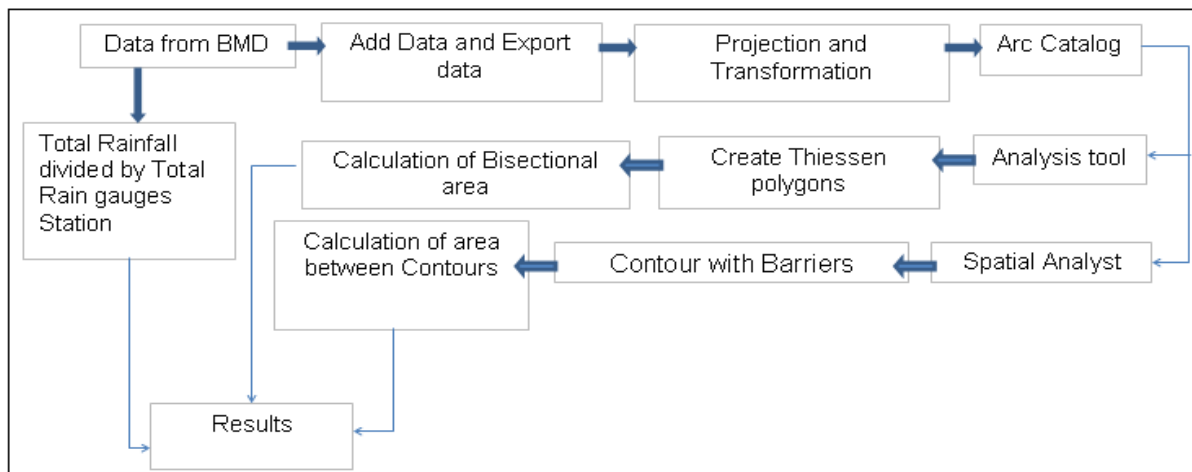 Data from BMD
Add Data and Export
data
Projection and
Transformation
Arc Catalog
Total Rainfall
divided by Total
Rain gauges
Station
Calculation of Bisectional
area
Create Thiessen
polygons
Analysis tool
Calculation of area
between Contours
Contour with Barriers
Spatial Analyst
Results